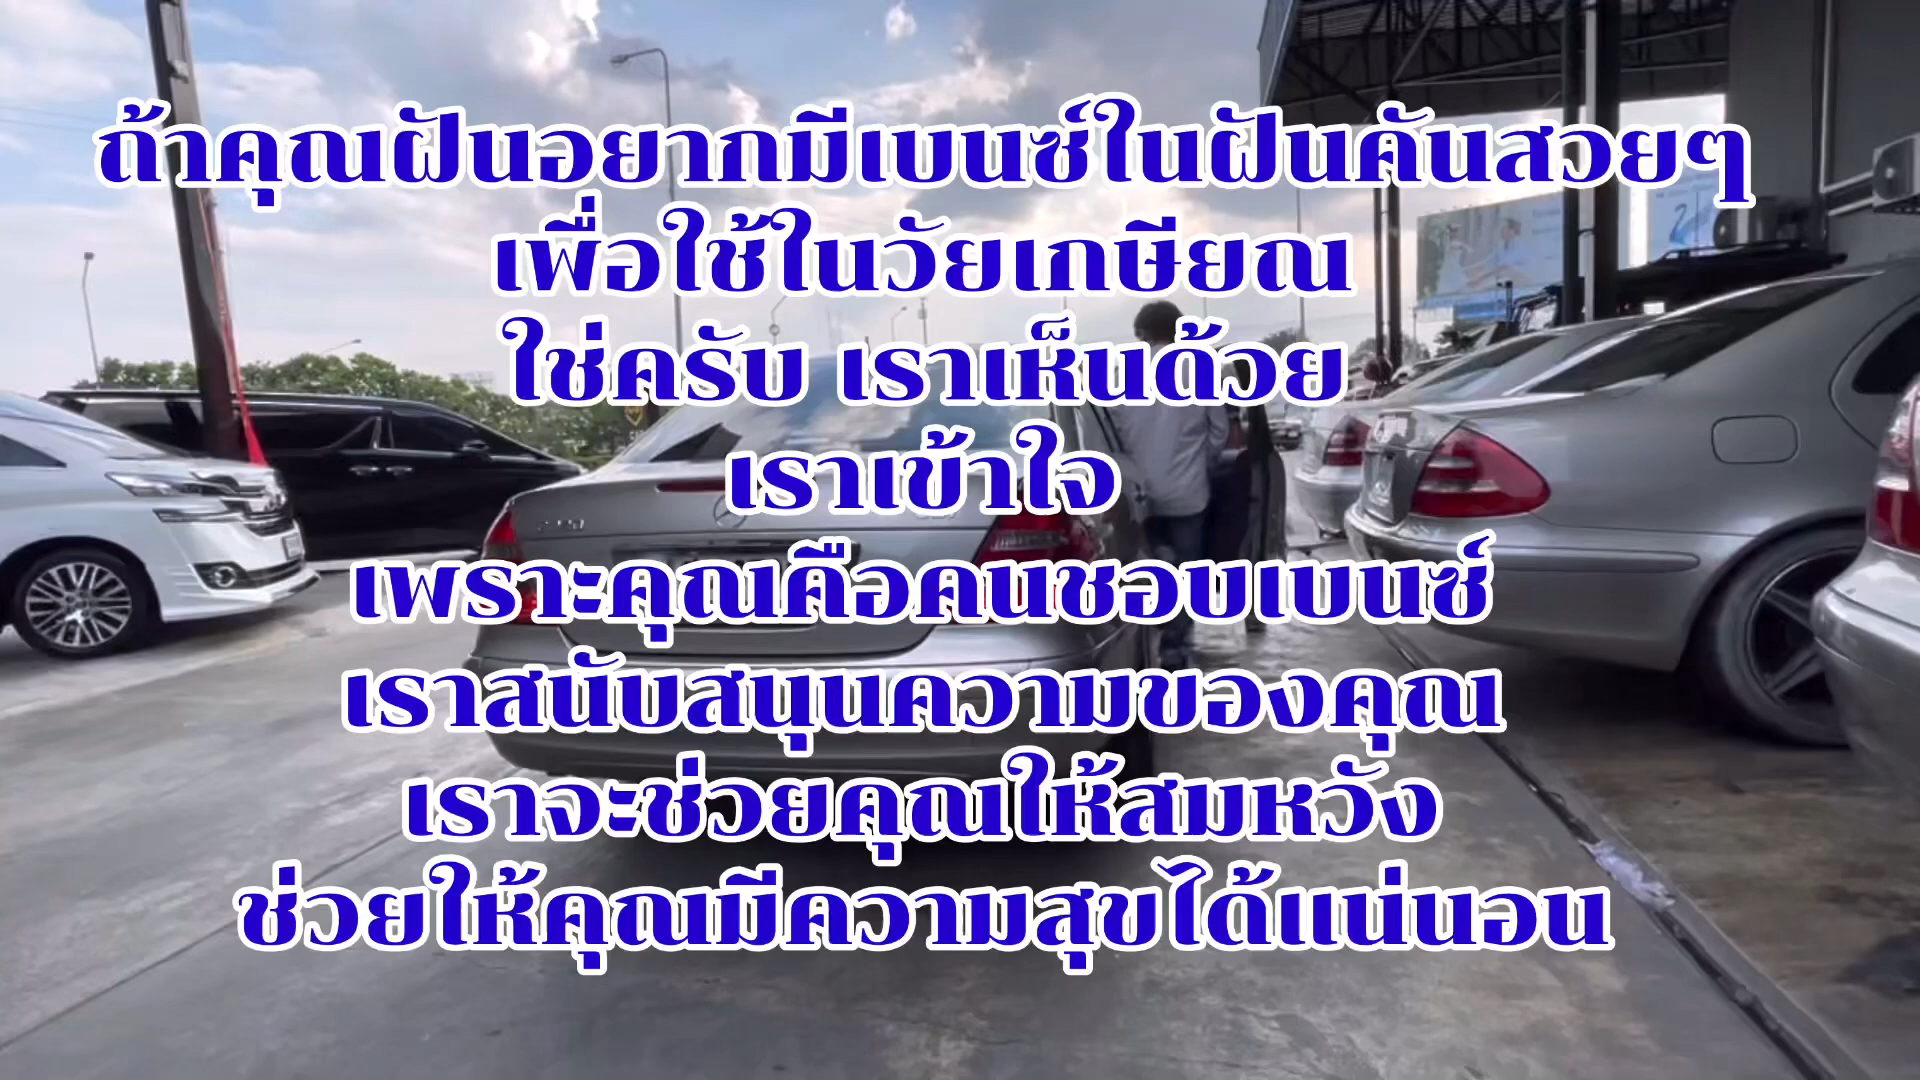 ถ้าคุณฝันอยากมีเบนซ์ในฝันคันสวยๆ
เพื่อใช้ในวัยเกษียณ
ใช่ครับ เราเห็นด้วย
เราเข้าใจ
เพราะคุณคือคนชอบเบนซ์
เราสนับสนุนความของคุณ
เราจะช่วยคุณให้สมหวัง
ช่วยให้คุณมีความสุขได้แน่นอน